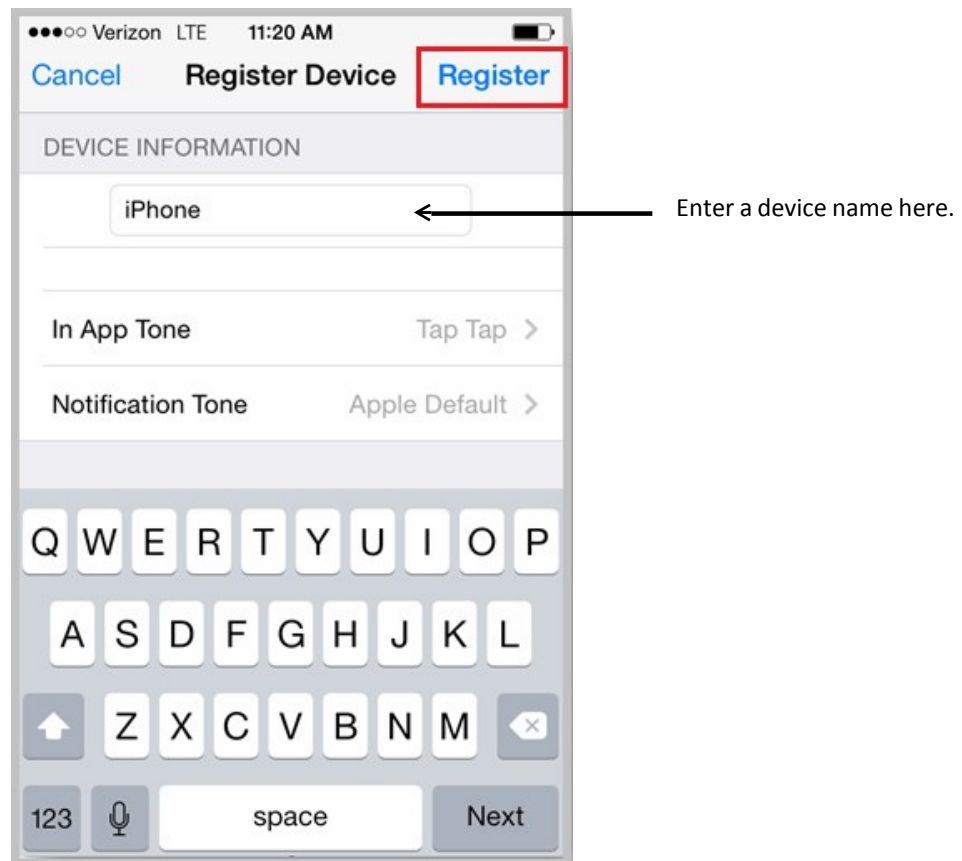 Verizon LTE 11:20 AM
Cancel Register Device Register
DEVICE INFORMATION
iPhone
Enter a device name here.
In App Tone Tap Tap
Notification Tone Apple Default
Q W E R T Y U I O P
A S D F G H J K L
Z X C V B N M
123 space Next